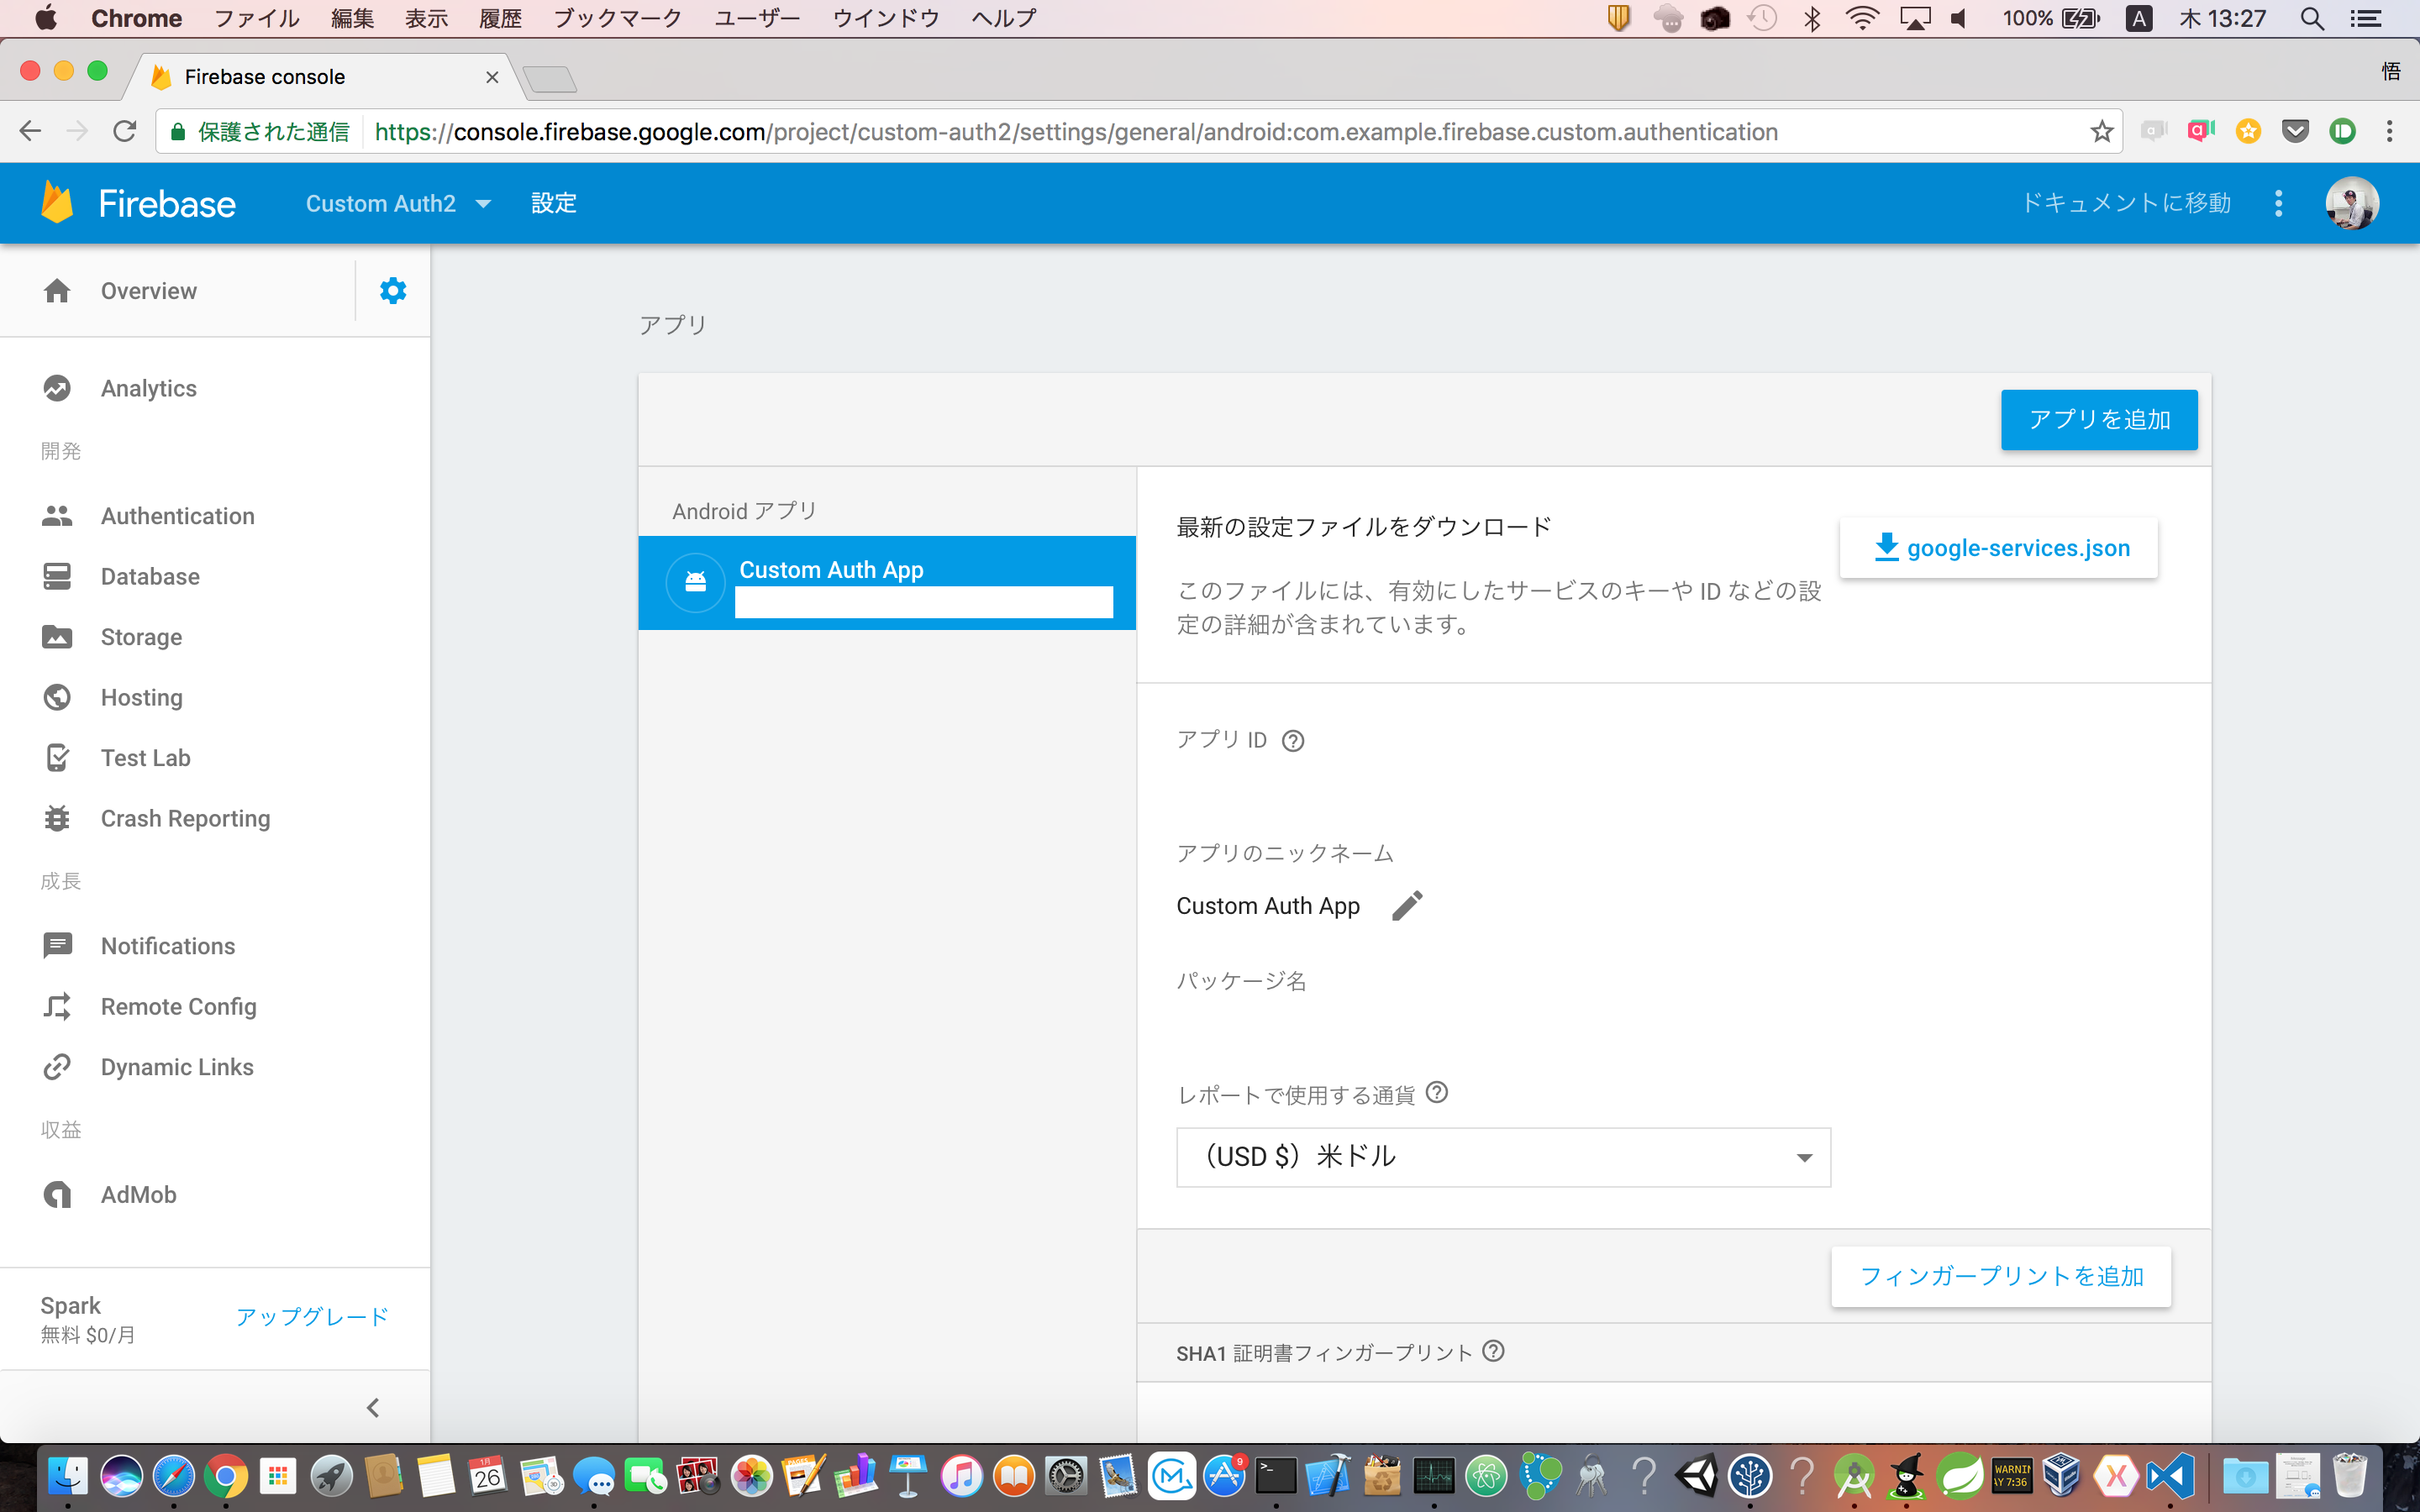 Chrome ファイル 編集 表示 履歴 ブックマーク ユーザー ウインドウ ヘルプ 100% A 木 13:27
Firebase console 悟
保護された通信 https://console.firebase.google.com/project/custom-auth2/settings/general/android:com.example.firebase.custom.authentication
Firebase Custom Auth2 設定 ドキュメントに移動
Overview
Analytics
開発
Authentication
Database
Storage
Hosting
Test Lab
Crash Reporting
成長
Notifications
Remote Config
Dynamic Links
収益
AdMob
Spark
無料 $0/月
アップグレード
アプリ
アプリを追加
Android アプリ
Custom Auth App
最新の設定ファイルをダウンロード
google-services.json
このファイルには、有効にしたサービスのキーや ID などの設
定の詳細が含まれています。
アプリ ID
アプリのニックネーム
Custom Auth App
パッケージ名
レポートで使用する通貨
（USD $）米ドル
フィンガープリントを追加
SHA1 証明書フィンガープリント
1月
26
9
WARNIN
AY 7:36